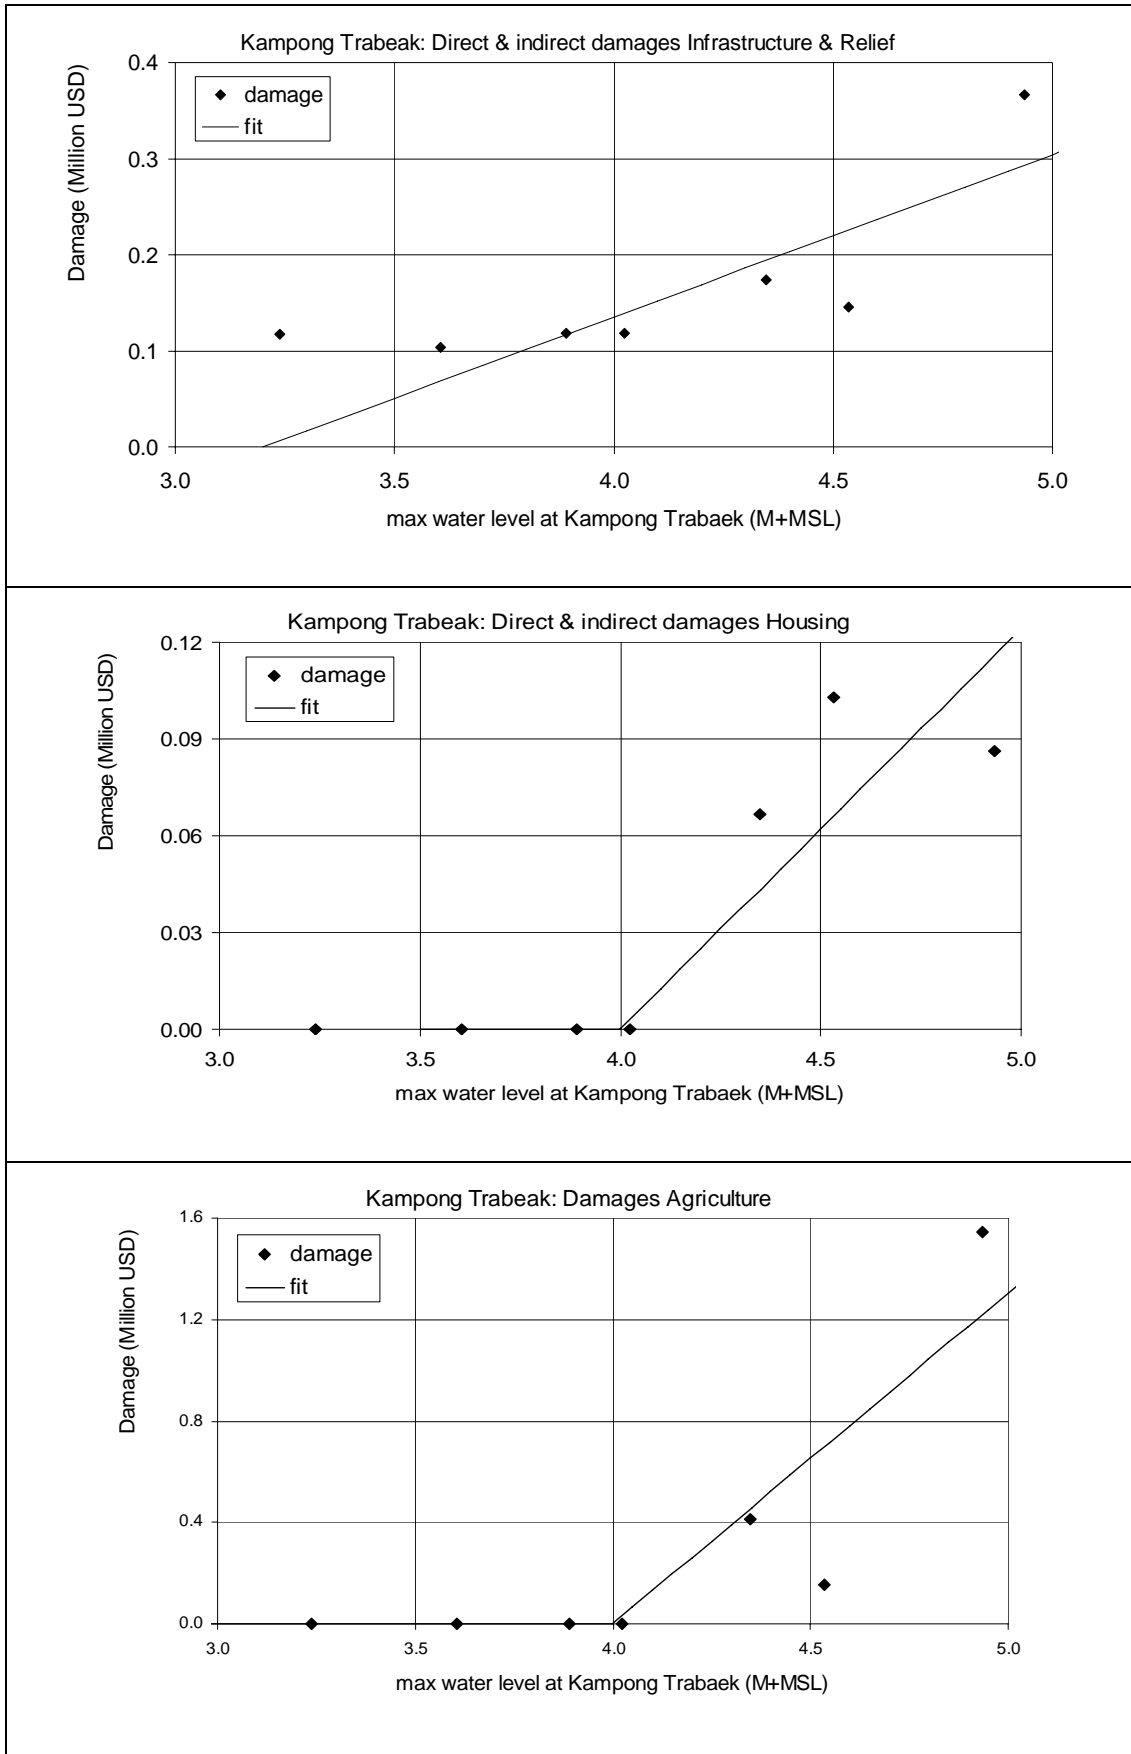 Kampong Trabeak: Direct & indirect damages Infrastructure & Relief
Damage (Million USD)
0.4
0.3
0.2
0.1
0.0
damage
fit
3.0 3.5 4.0 4.5 5.0
max water level at Kampong Trabaek (M+MSL)
Kampong Trabeak: Direct & indirect damages Housing
Damage (Million USD)
0.12
0.09
0.06
0.03
0.00
damage
fit
3.0 3.5 4.0 4.5 5.0
max water level at Kampong Trabaek (M+MSL)
Kampong Trabeak: Damages Agriculture
Damage (Million USD)
1.6
1.2
0.8
0.4
0.0
damage
fit
3.0 3.5 4.0 4.5 5.0
max water level at Kampong Trabaek (M+MSL)